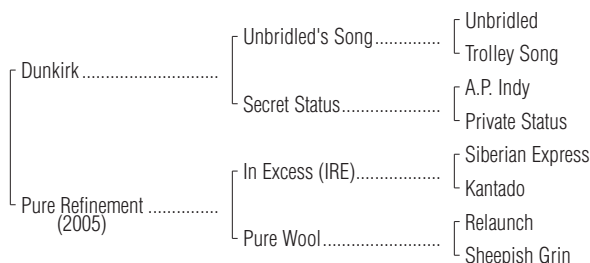 Unbridled
Unbridled's Song..............
Trolley Song
Dunkirk.............................
A.P. Indy
Secret Status.....................
Private Status
Siberian Express
In Excess (IRE)..................
Kantado
Pure Refinement ...............
(2005)
Relaunch
Pure Wool.........................
Sheepish Grin